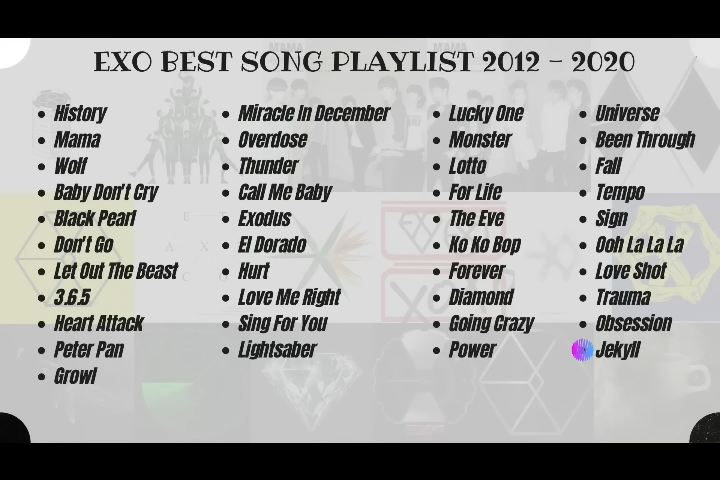 EXO BEST SONG PLAYLIST 2012 - 2020
History
Mama
Wolf
Baby Don't Cry
Black Pearl
Don't Go
Let Out The Beast
3.6.5
Heart Attack
Peter Pan
Growl
Miracle In December
Overdose
Thunder
Call Me Baby
Exodus
El Dorado
Hurt
Love Me Right
Sing For You
Lightsaber
Lucky One
Monster
Lotto
For Life
The Eve
Ko Ko Bop
Forever
Diamond
Going Crazy
Power
Universe
Been Through
Fall
Tempo
Sign
Ooh La La La
Love Shot
Trauma
Obsession
Jekyll